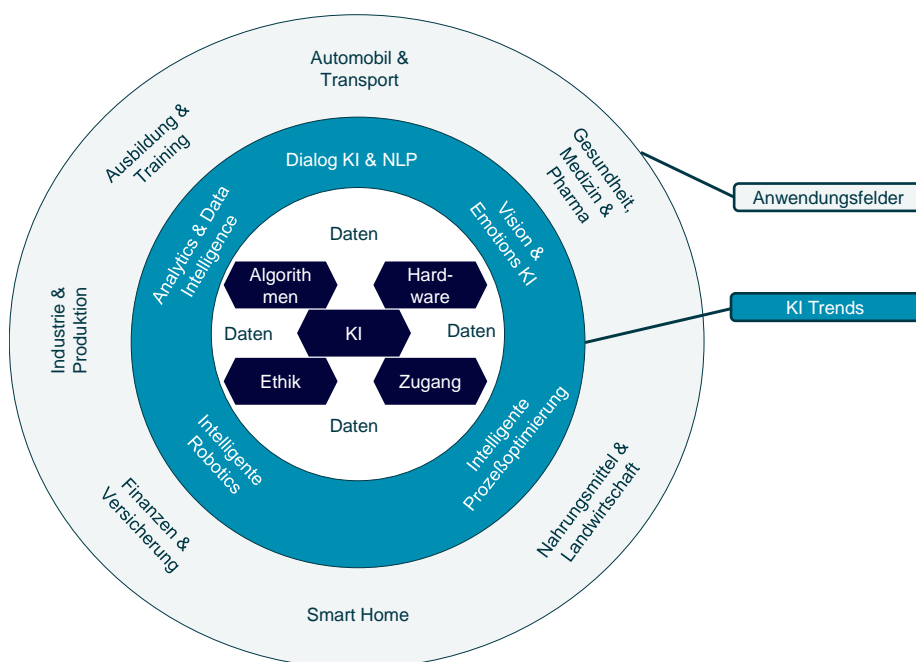 Automobil &
Transport
Ausbildung &
Training
Gesundheit,
Medizin &
Pharma
Anwendungsfelder
Dialog KI & NLP
Analytics & Data
Intelligence
Vision &
Emotions KI
Daten
Algorith
men
Hard-
ware
KI Trends
Industrie &
Produktion
Daten
KI
Daten
Ethik
Zugang
Daten
Intelligente
Robotics
Intelligente
Prozeßoptimierung
Finanzen &
Versicherung
Nahrungsmittel &
Landwirtschaft
Smart Home